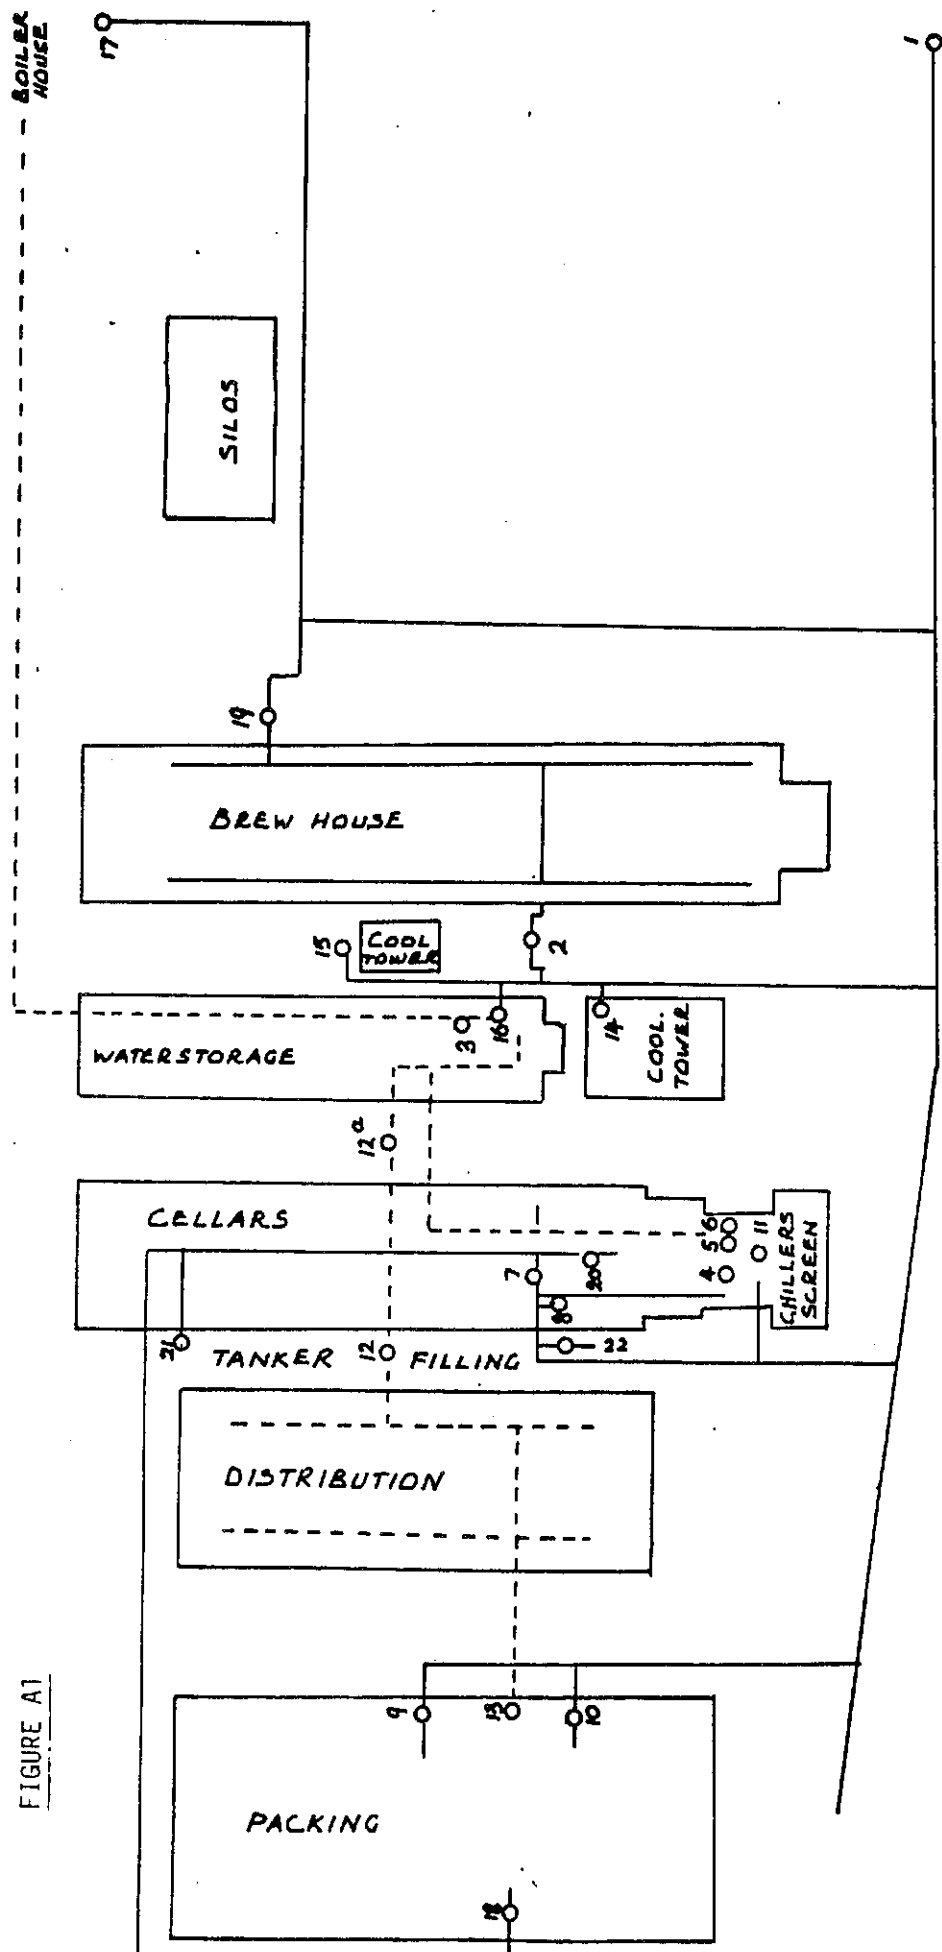 FIGURE A1
BOILER
HOUSE
17
1
SILOS
19
BREW HOUSE
15
COOL
TOWER
2
WATERSTORAGE
3
16
14
COOL.
TOWER
12a
CELLARS
7
20
8
4
5
6
11
CHILLERS
SCREEN
21
TANKER FILLING
12
22
DISTRIBUTION
9
13
10
PACKING
18